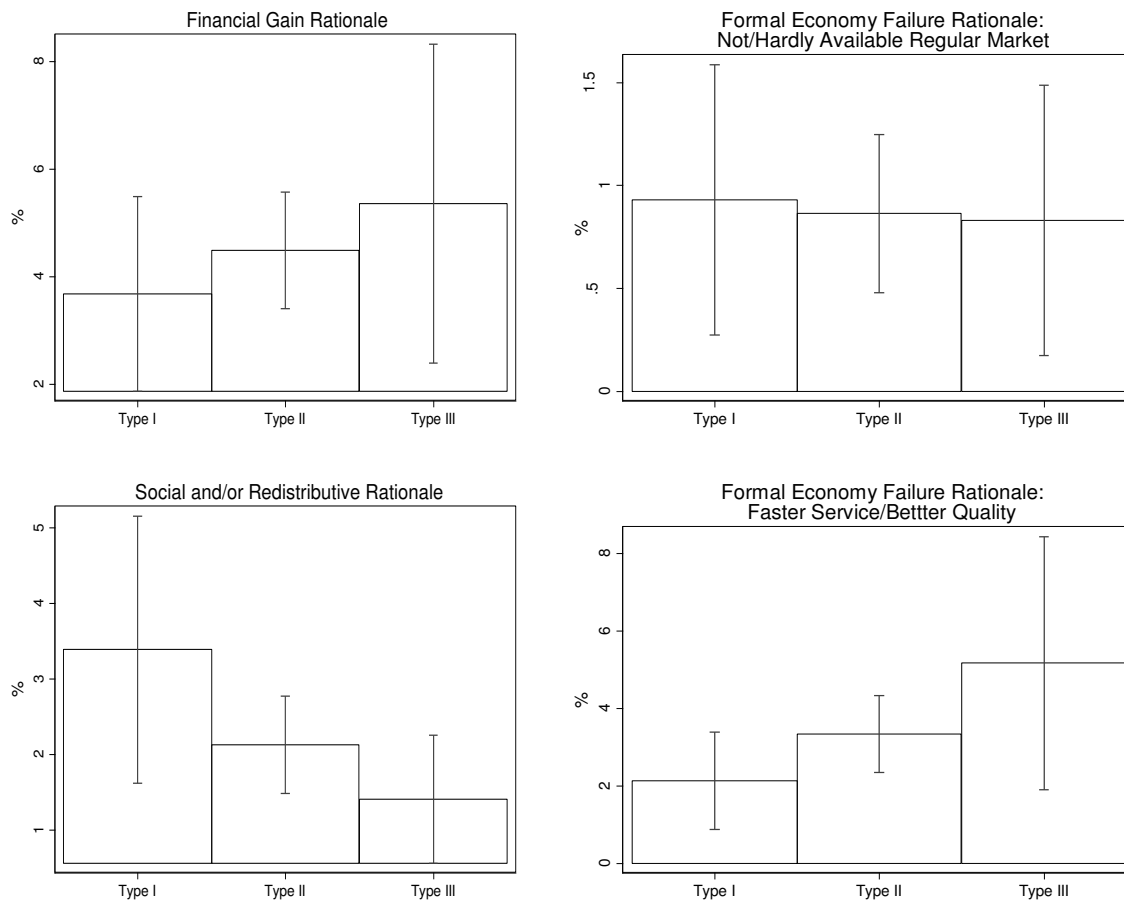 Financial Gain Rationale
8
6
4
2
%
Type I Type II Type III
Formal Economy Failure Rationale:
Not/Hardly Available Regular Market
1.5
1
.5
0
%
Type I Type II Type III
Social and/or Redistributive Rationale
5
4
3
2
1
%
Type I Type II Type III
Formal Economy Failure Rationale:
Faster Service/Bettter Quality
8
6
4
2
0
%
Type I Type II Type III